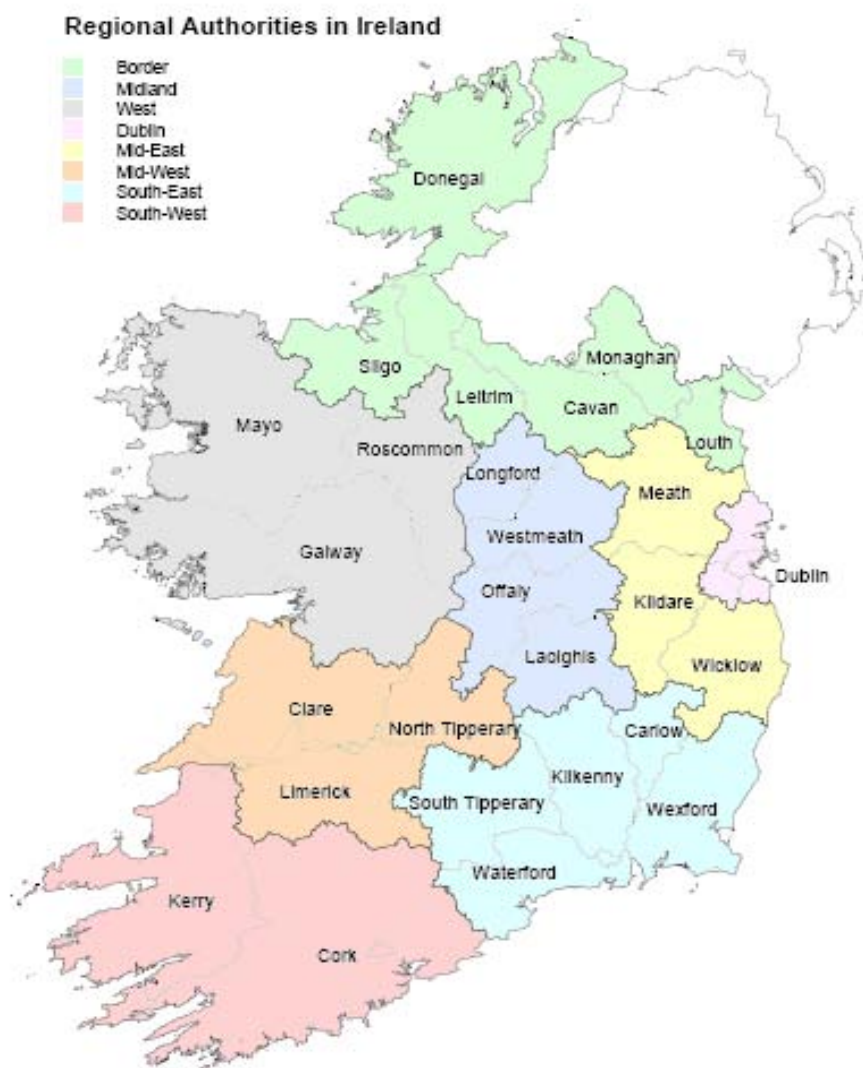 Regional Authorities in Ireland
Border
Midland
West
Dublin
Mid-East
Mid-West
South-East
South-West
Donegal
Monaghan
Sligo
Leitrim
Cavan
Mayo
Roscommon
Louth
Longford
Meath
Westmeath
Galway
Dublin
Offaly
Kildare
Laoighis
Wicklow
Clare
North Tipperary
Carlow
Kilkenny
Limerick
South Tipperary
Wexford
Waterford
Kerry
Cork